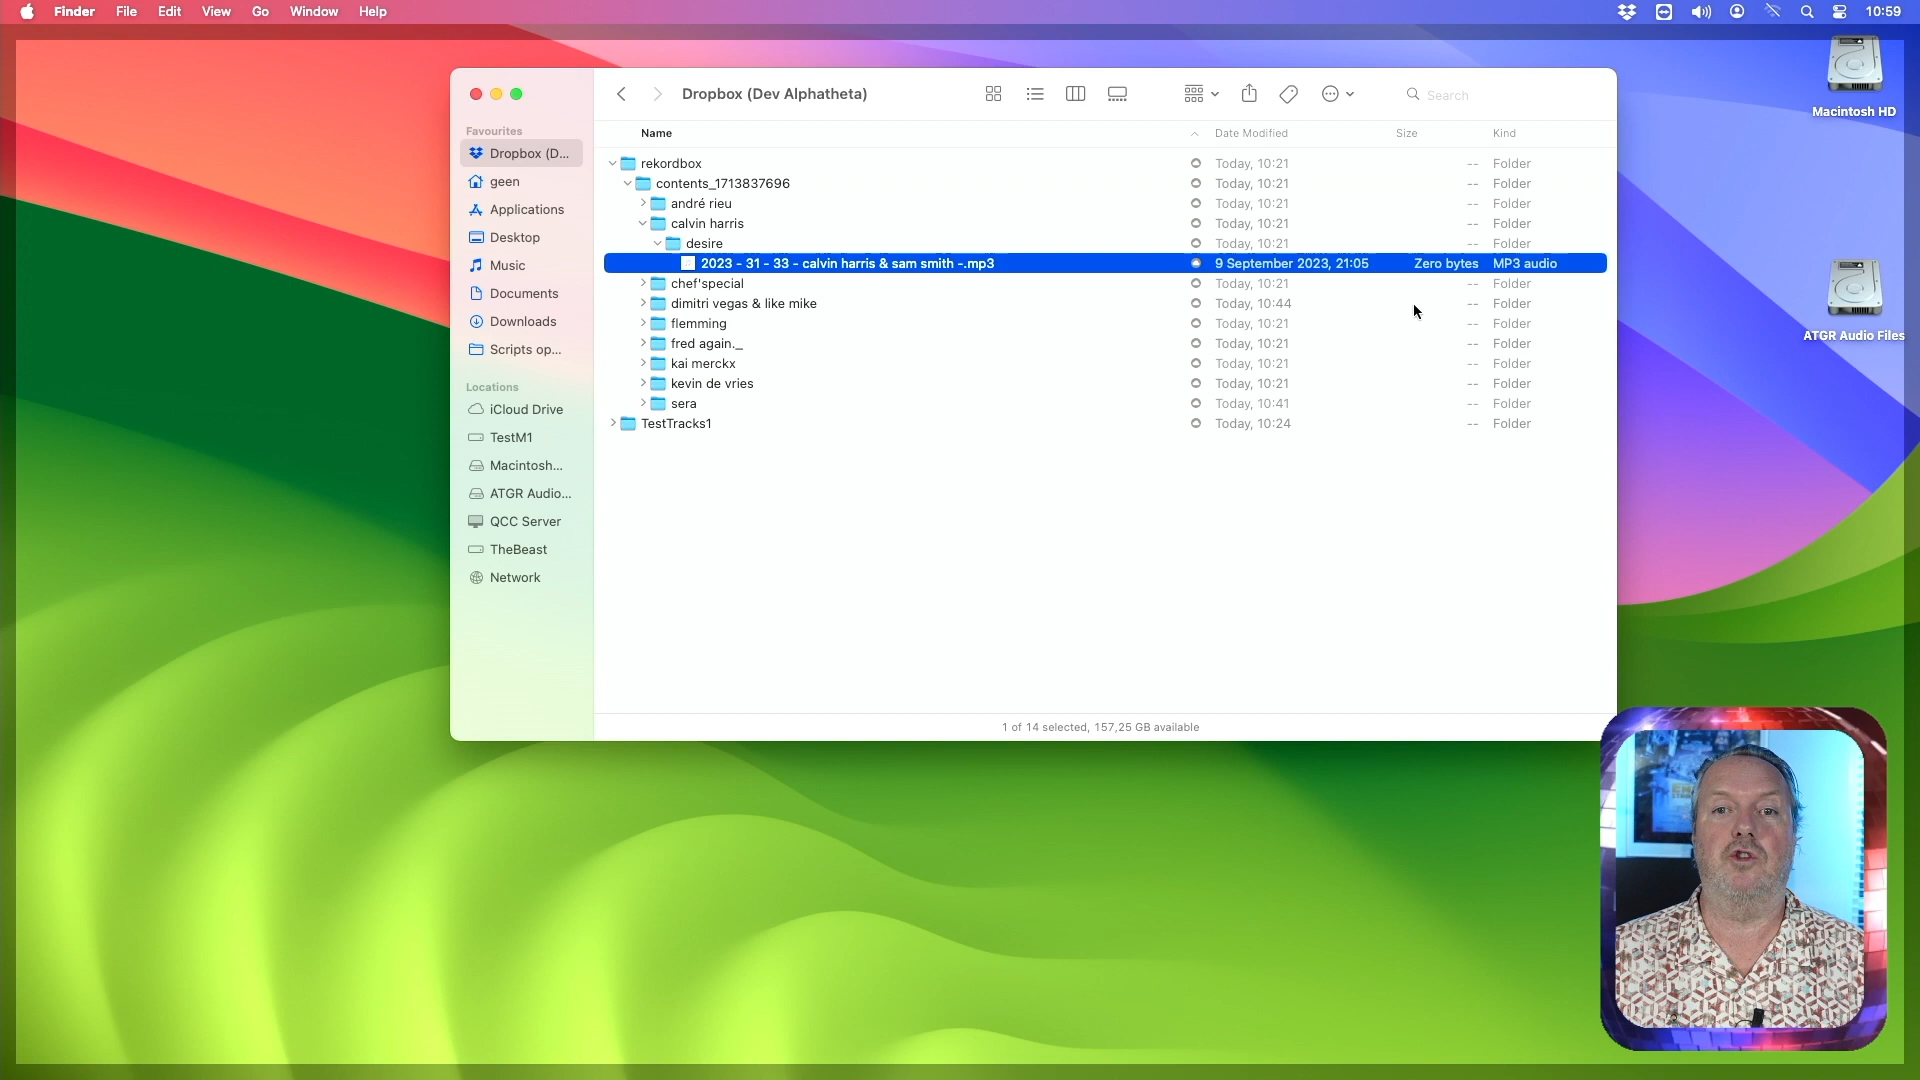 Finder File Edit View Go Window Help 10:59
Macintosh HD
ATGR Audio Files
Dropbox (Dev Alphatheta)
Search
Favourites
Dropbox (D...
geen
Applications
Desktop
Music
Documents
Downloads
Scripts op...
Locations
iCloud Drive
TestM1
Macintosh...
ATGR Audio...
QCC Server
TheBeast
Network
Name Date Modified Size Kind
rekordbox Today, 10:21 -- Folder
contents_1713837696 Today, 10:21 -- Folder
andré rieu Today, 10:21 -- Folder
calvin harris Today, 10:21 -- Folder
desire Today, 10:21 -- Folder
2023 - 31 - 33 - calvin harris & sam smith -.mp3 9 September 2023, 21:05 Zero bytes MP3 audio
chef'special Today, 10:21 -- Folder
dimitri vegas & like mike Today, 10:44 -- Folder
flemming Today, 10:21 -- Folder
fred again._ Today, 10:21 -- Folder
kai merckx Today, 10:21 -- Folder
kevin de vries Today, 10:21 -- Folder
sera Today, 10:41 -- Folder
TestTracks1 Today, 10:24 -- Folder
1 of 14 selected, 157,25 GB available